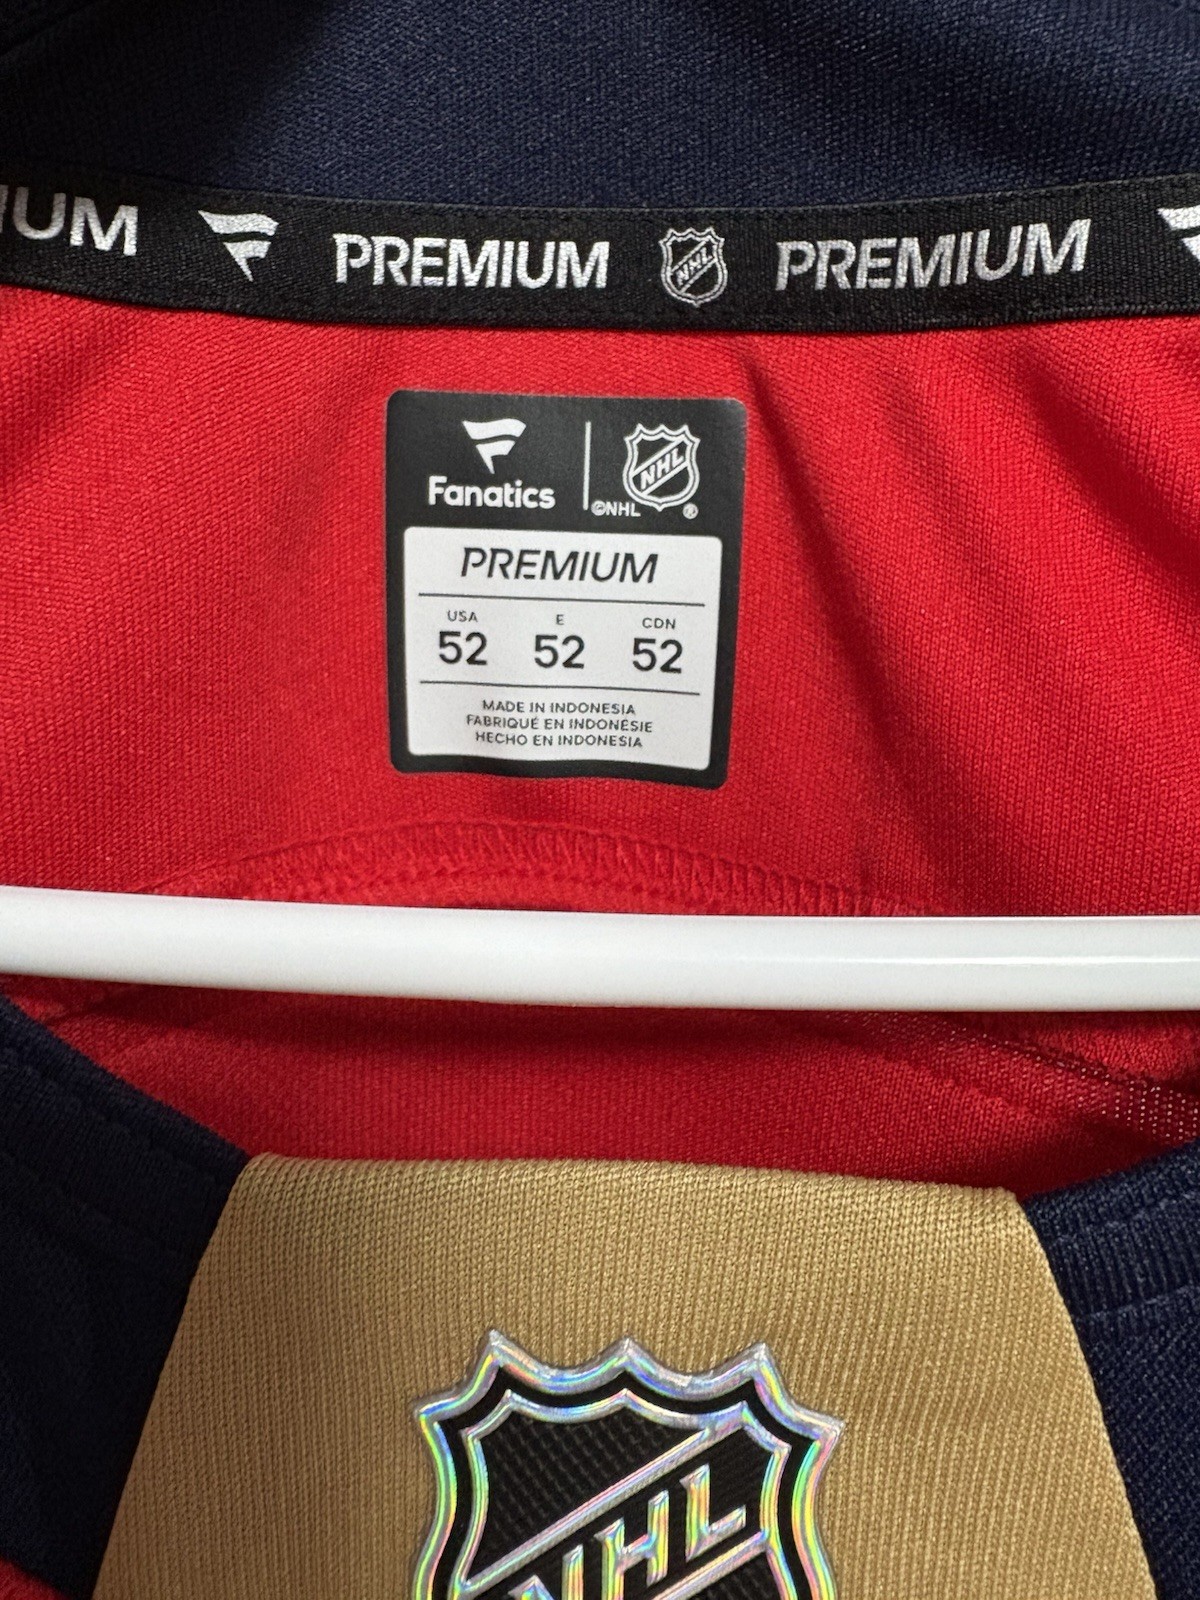 IUM PREMIUM NHL PREMIUM
Fanatics
NHL
©NHL ®
PREMIUM
USA E CDN
52 52 52
MADE IN INDONESIA
FABRIQUÉ EN INDONÉSIE
HECHO EN INDONESIA
NHL